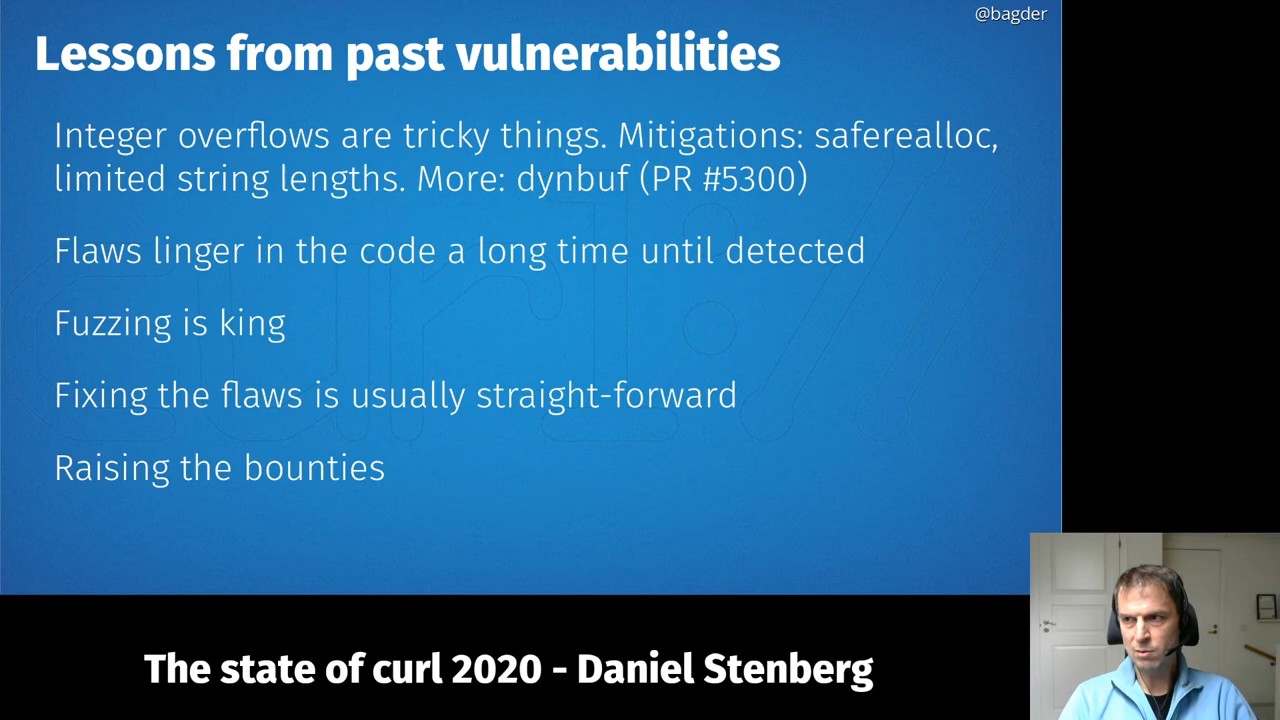 @bagder
Lessons from past vulnerabilities
Integer overflows are tricky things. Mitigations: saferealloc,
limited string lengths. More: dynbuf (PR #5300)
Flaws linger in the code a long time until detected
Fuzzing is king
Fixing the flaws is usually straight-forward
Raising the bounties
The state of curl 2020 - Daniel Stenberg